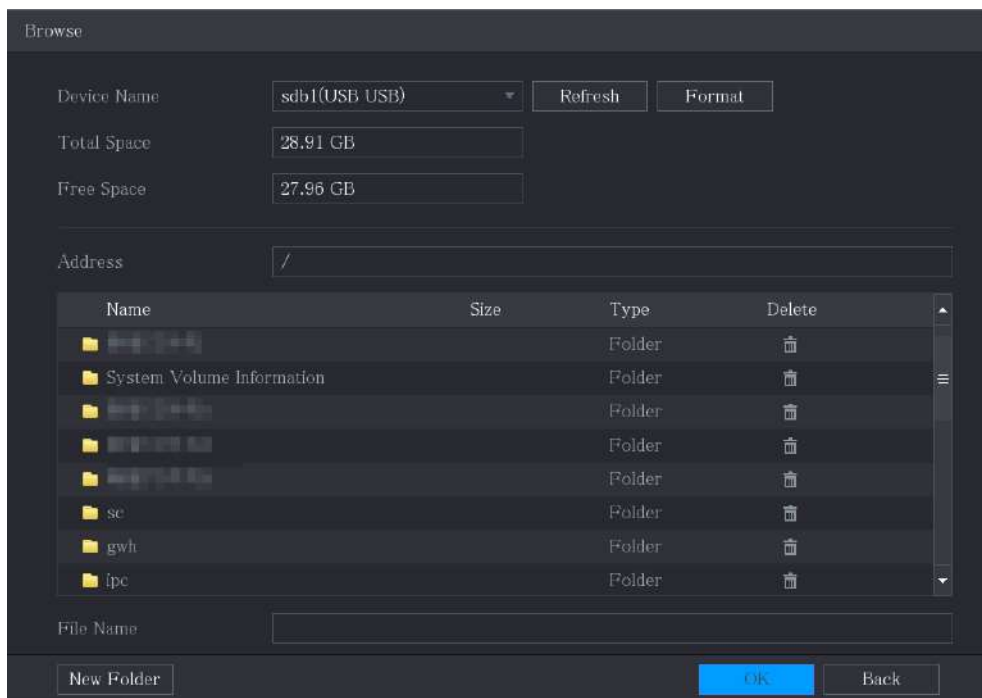 Browse
Device Name sdb1(USB USB) Refresh Format
Total Space 28.91 GB
Free Space 27.96 GB
Address /
Name Size Type Delete
Folder
System Volume Information Folder
Folder
Folder
Folder
sc Folder
gwh Folder
ipc Folder
File Name
New Folder OK Back